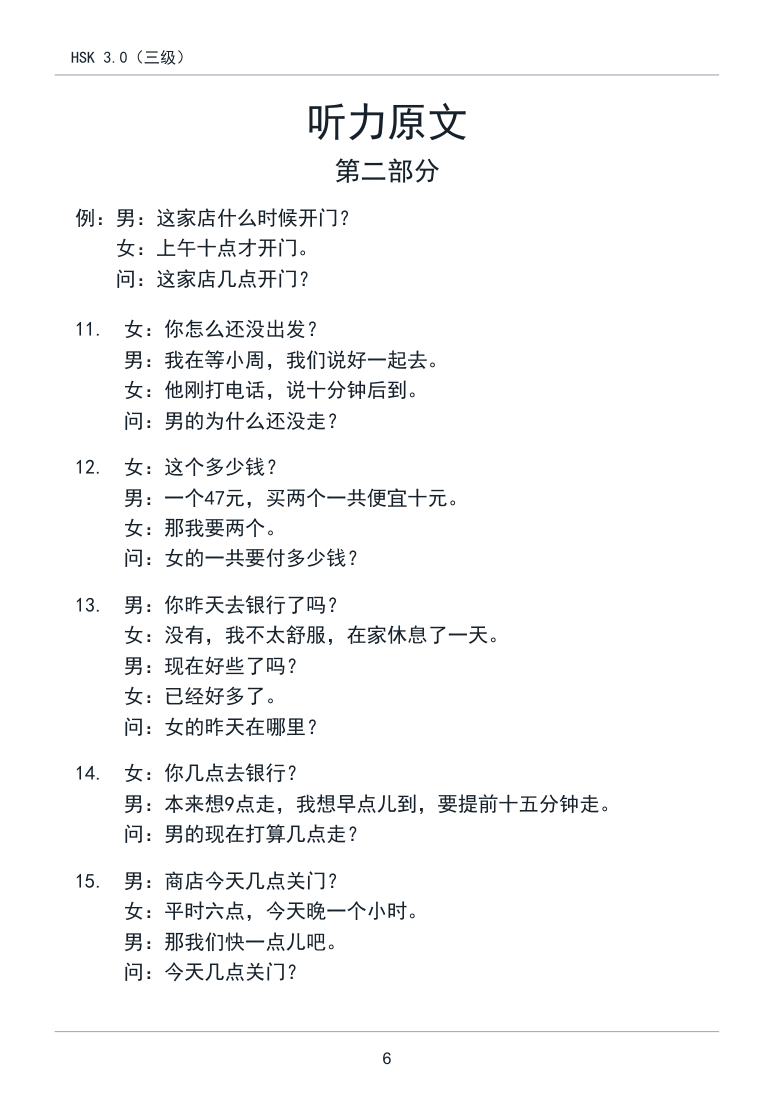 HSK 3.0（三级）
听力原文
第二部分
例：男：这家店什么时候开门？
女：上午十点才开门。
问：这家店几点开门？
11. 女：你怎么还没出发？
男：我在等小周，我们说好一起去。
女：他刚打电话，说十分钟后到。
问：男的为什么还没走？
12. 女：这个多少钱？
男：一个47元，买两个一共便宜十元。
女：那我要两个。
问：女的一共要付多少钱？
13. 男：你昨天去银行了吗？
女：没有，我不太舒服，在家休息了一天。
男：现在好些了吗？
女：已经好多了。
问：女的昨天在哪里？
14. 女：你几点去银行？
男：本来想9点走，我想早点儿到，要提前十五分钟走。
问：男的现在打算几点走？
15. 男：商店今天几点关门？
女：平时六点，今天晚一个小时。
男：那我们快一点儿吧。
问：今天几点关门？
6